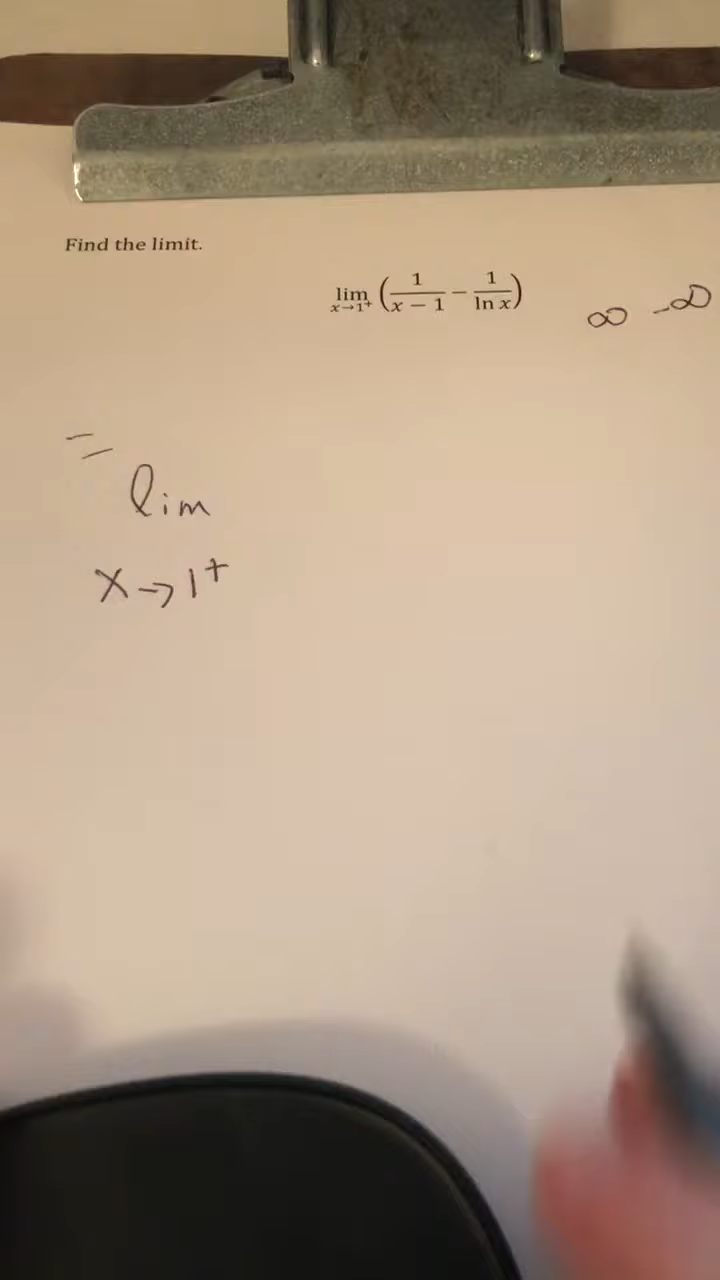 Find the limit.
lim x→1⁺ (1/(x − 1) − 1/ln x) ∞ -∞
=
lim
x→1⁺